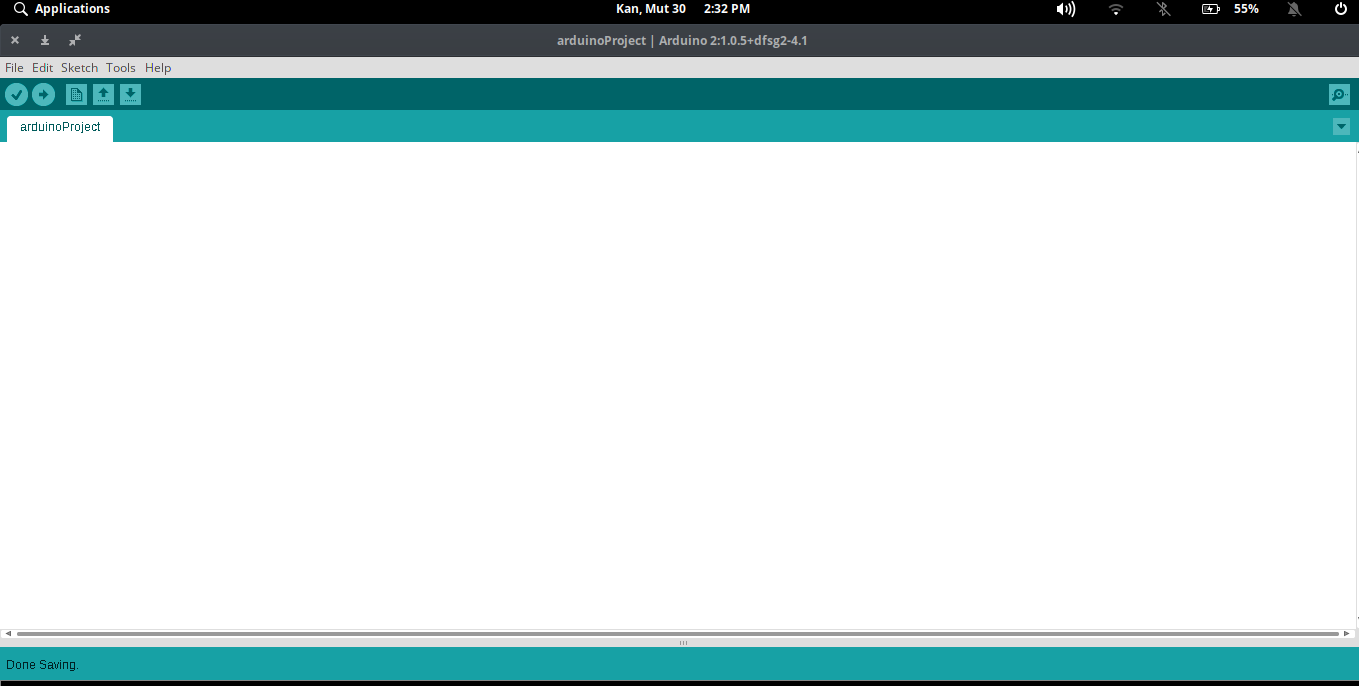 Applications Kan, Mut 30 2:32 PM 55%
arduinoProject | Arduino 2:1.0.5+dfsg2-4.1
File Edit Sketch Tools Help
arduinoProject
Done Saving.